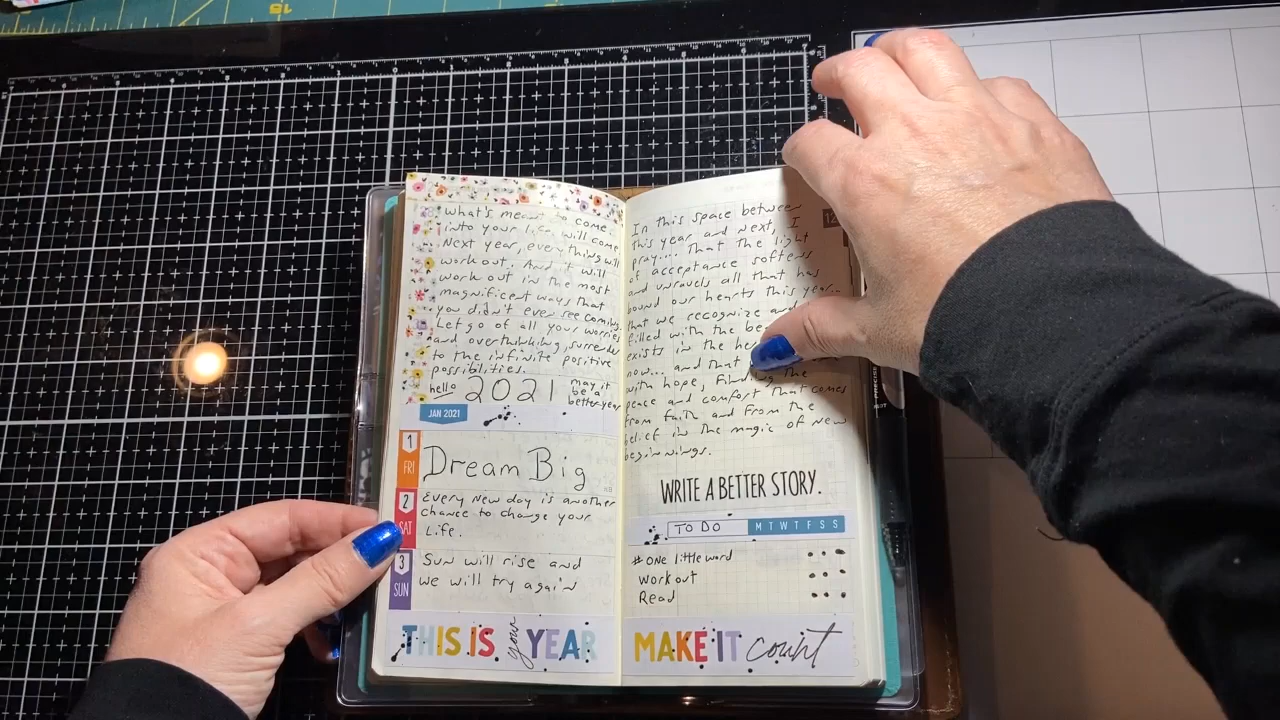 what's meant to come
into your life will come
Next year, everything will
work out. And it will
work out in the most
magnificent ways that
you didn't ever see coming.
Let go of all your worries
and overthinking, surrender
to the infinite positive
possibilities.
hello 2021 may it be a better year
JAN 2021
1 FRI Dream Big
2 SAT Every new day is another
chance to change your
Life.
3 SUN Sun will rise and
we will try again
THIS IS your YEAR
In this space between
this year and next, I
pray.... That the light
of acceptance softens
and unravels all that has
bound our hearts this year..
that we recognize and
filled with the
exists in the
now... and that
with hope, finding the
peace and comfort that comes
from faith and from the
belief in the magic of new
beginnings.
WRITE A BETTER STORY.
TO DO M T W T F S S
# one little word
workout
Read
MAKE IT count
12
15